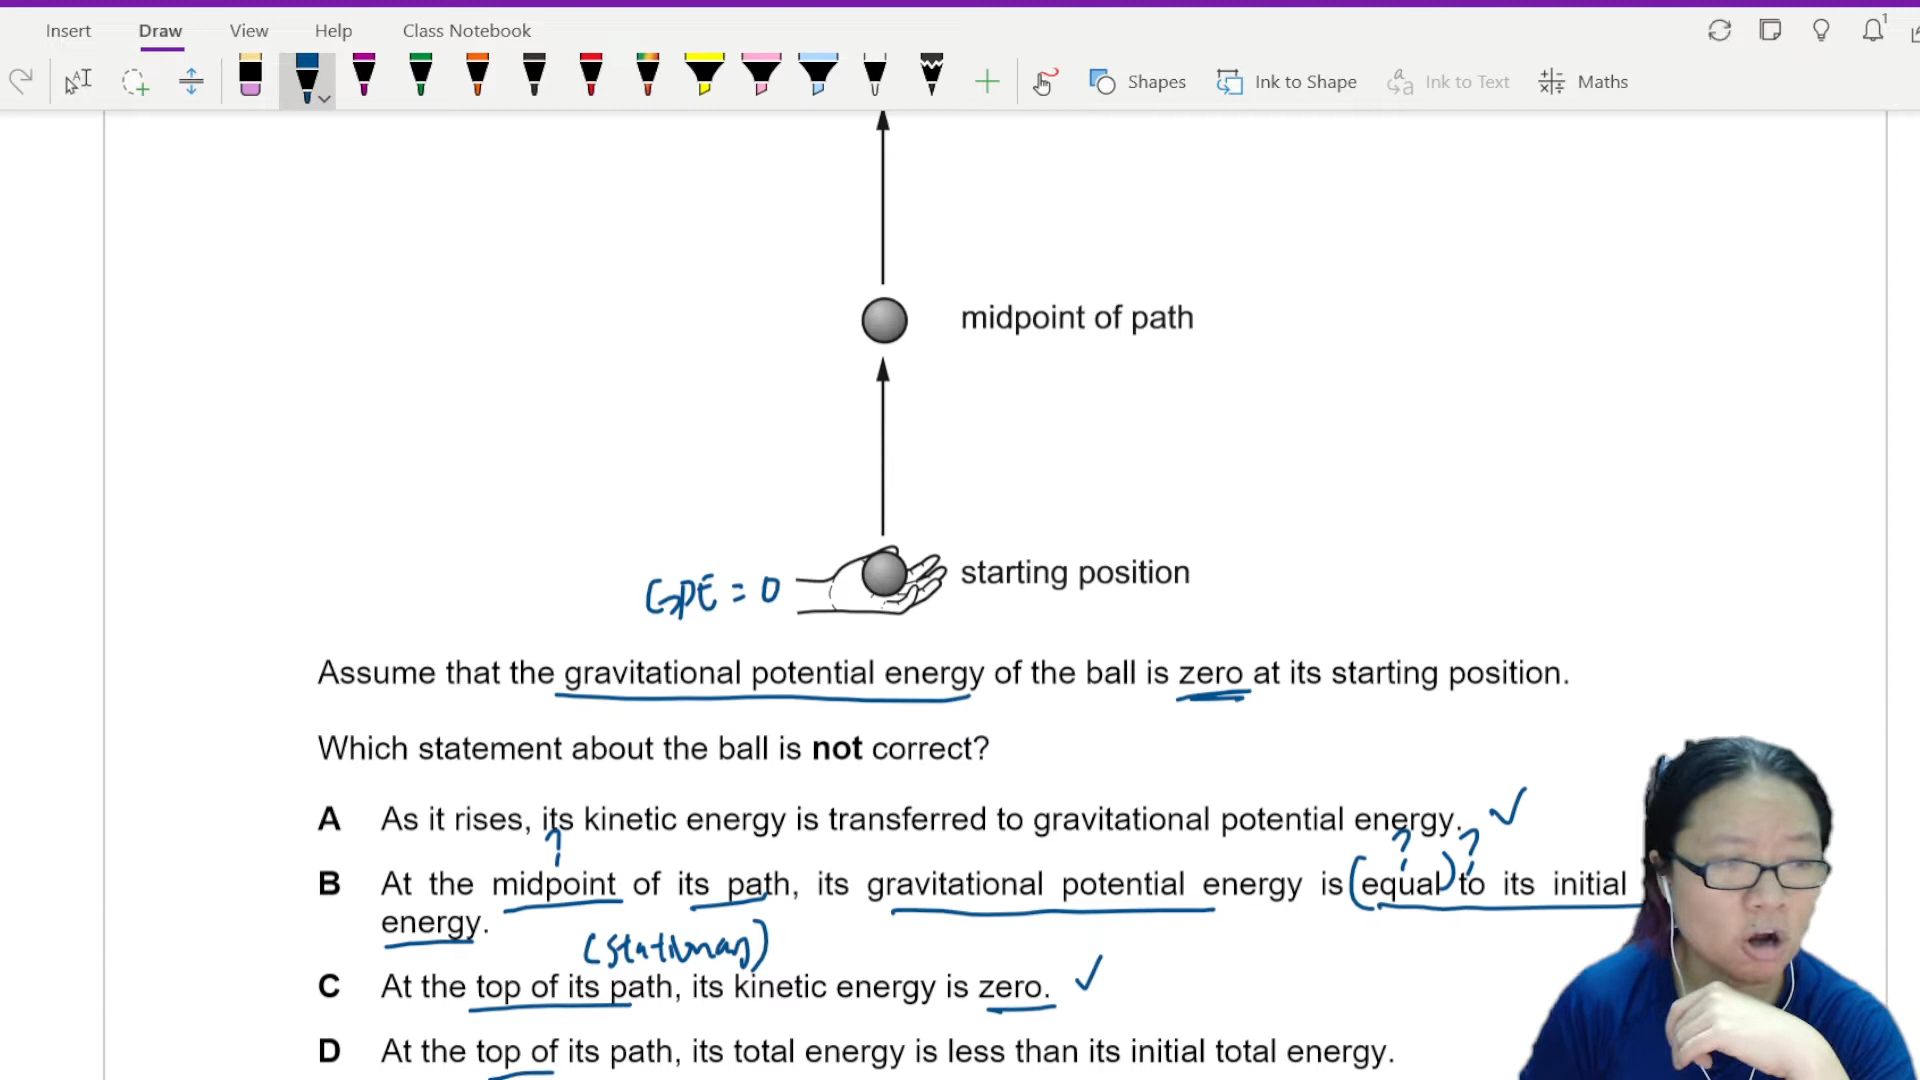 Insert Draw View Help Class Notebook
1
Shapes Ink to Shape Ink to Text Maths
midpoint of path
starting position
GPE = 0
Assume that the gravitational potential energy of the ball is zero at its starting position.
Which statement about the ball is not correct?
A As it rises, its kinetic energy is transferred to gravitational potential energy. ✓
? ? ?
B At the midpoint of its path, its gravitational potential energy is (equal) to its initial
energy.
(stationary)
C At the top of its path, its kinetic energy is zero. ✓
D At the top of its path, its total energy is less than its initial total energy.